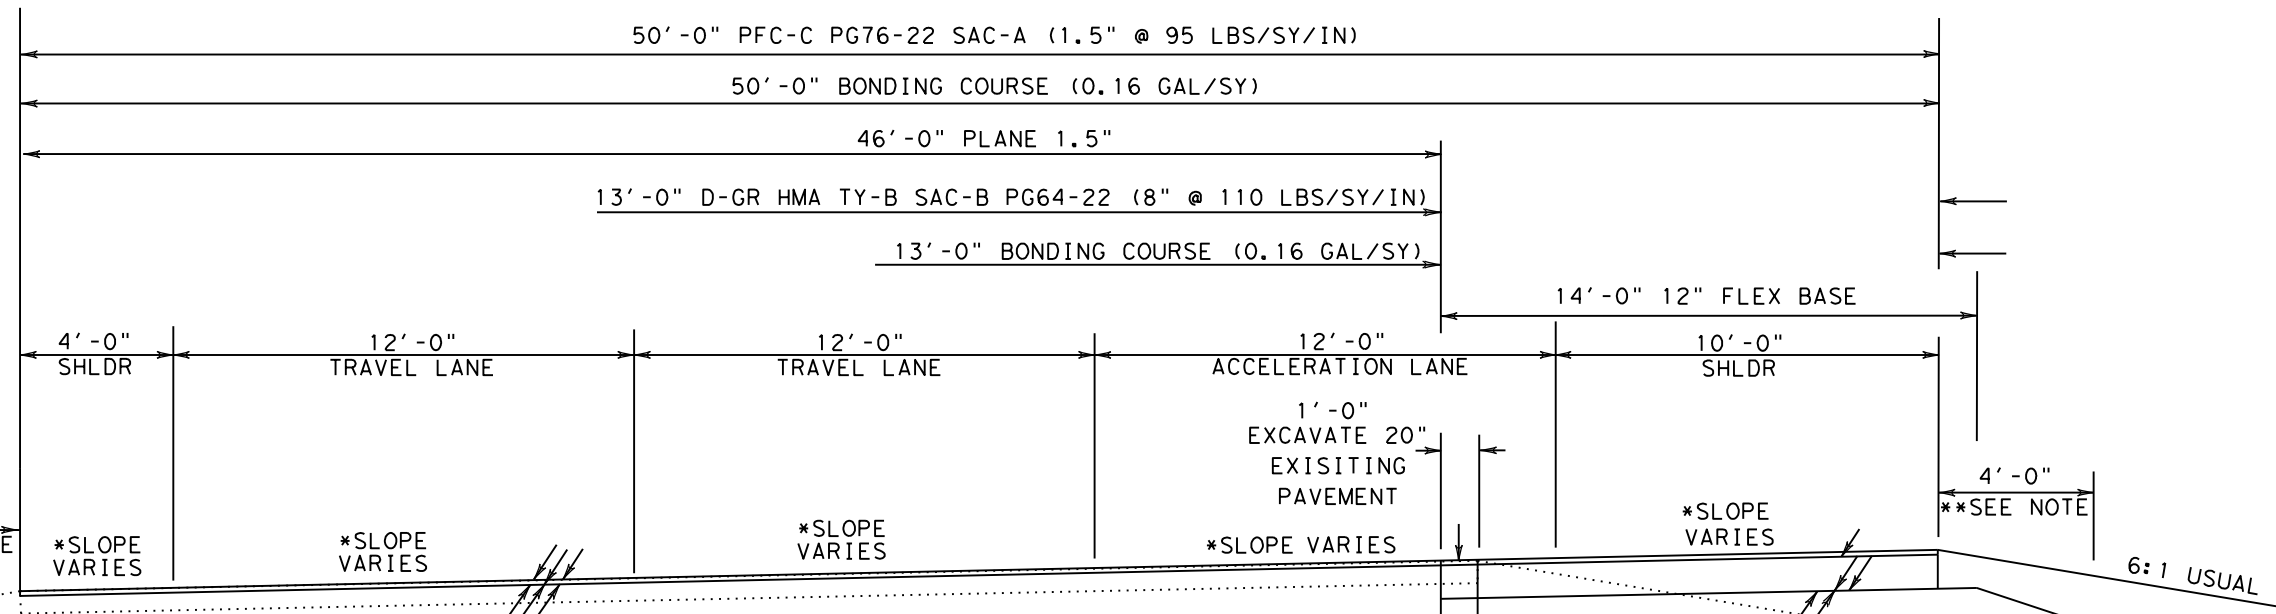 50'-0" PFC-C PG76-22 SAC-A (1.5" @ 95 LBS/SY/IN)
50'-0" BONDING COURSE (0.16 GAL/SY)
46'-0" PLANE 1.5"
13'-0" D-GR HMA TY-B SAC-B PG64-22 (8" @ 110 LBS/SY/IN)
13'-0" BONDING COURSE (0.16 GAL/SY)
14'-0" 12" FLEX BASE
4'-0"
SHLDR
12'-0"
TRAVEL LANE
12'-0"
TRAVEL LANE
12'-0"
ACCELERATION LANE
10'-0"
SHLDR
1'-0"
EXCAVATE 20"
EXISITING
PAVEMENT
4'-0"
**SEE NOTE
E
*SLOPE
VARIES
*SLOPE
VARIES
*SLOPE
VARIES
*SLOPE VARIES
*SLOPE
VARIES
6:1 USUAL